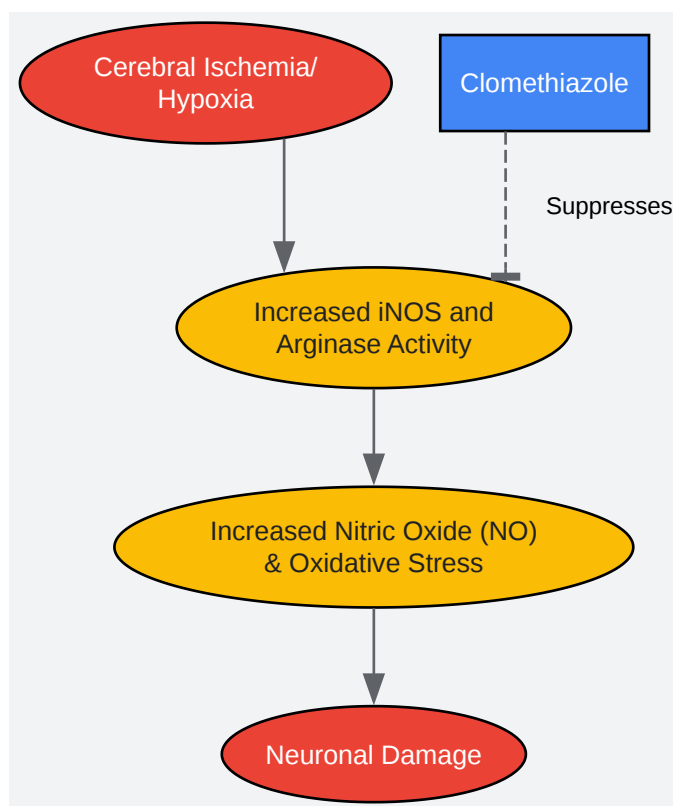 Cerebral Ischemia/
Hypoxia
Clomethiazole
Suppresses
Increased iNOS and
Arginase Activity
Increased Nitric Oxide (NO)
& Oxidative Stress
Neuronal Damage